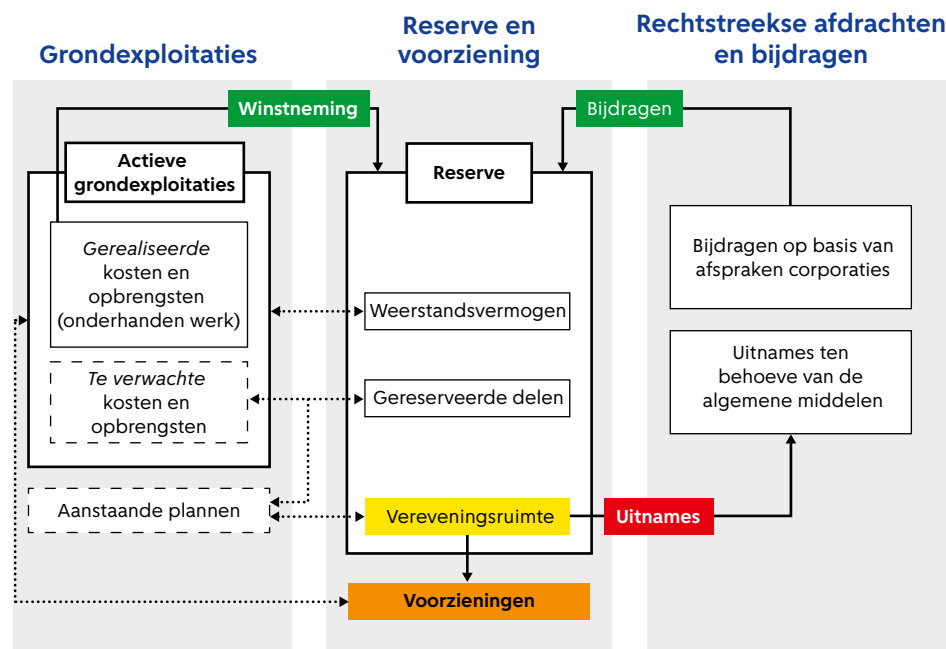 Grondexploitaties
Reserve en
voorziening
Rechtstreekse afdrachten
en bijdragen
Winstneming
Bijdragen
Actieve
grondexploitaties
Gerealiseerde
kosten en
opbrengsten
(onderhanden werk)
Te verwachte
kosten en
opbrengsten
Aanstaande plannen
Reserve
Weerstandsvermogen
Gereserveerde delen
Vereveningsruimte
Voorzieningen
Bijdragen op basis van
afspraken corporaties
Uitnames ten
behoeve van de
algemene middelen
Uitnames